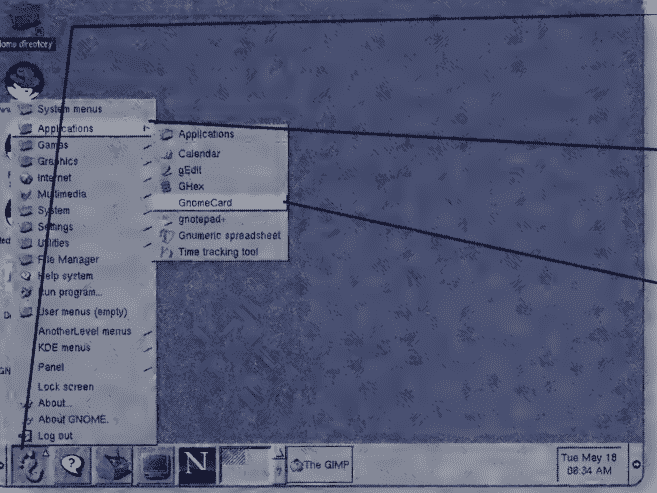 Home directory
System menus
Applications
Games
Graphics
Internet
Multimedia
System
Settings
Utilities
File Manager
Help system
Run program...
User menus (empty)
AnotherLevel menus
KDE menus
Panel
Lock screen
About...
About GNOME.
Log out
Applications
Calendar
gEdit
GHex
GnomeCard
gnotepad+
Gnumeric spreadsheet
Time tracking tool
N
The GIMP
Tue May 18
08:34 AM